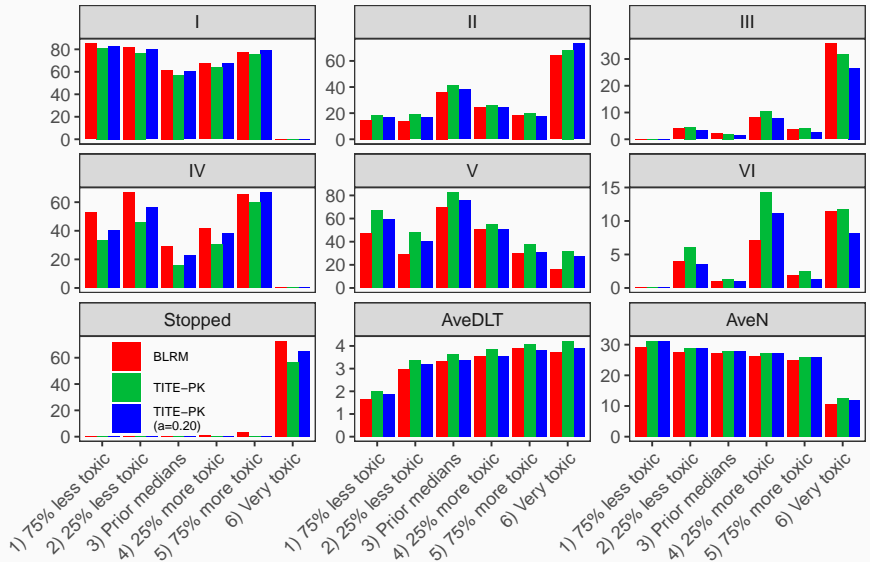 I
II
III
80
60
40
20
0
60
40
20
0
30
20
10
0
IV
V
VI
60
40
20
0
80
60
40
20
0
15
10
5
0
Stopped
AveDLT
AveN
60
40
20
0
BLRM
TITE−PK
TITE−PK
(a=0.20)
4
3
2
1
0
30
20
10
0
1) 75% less toxic
2) 25% less toxic
3) Prior medians
4) 25% more toxic
5) 75% more toxic
6) Very toxic
1) 75% less toxic
2) 25% less toxic
3) Prior medians
4) 25% more toxic
5) 75% more toxic
6) Very toxic
1) 75% less toxic
2) 25% less toxic
3) Prior medians
4) 25% more toxic
5) 75% more toxic
6) Very toxic